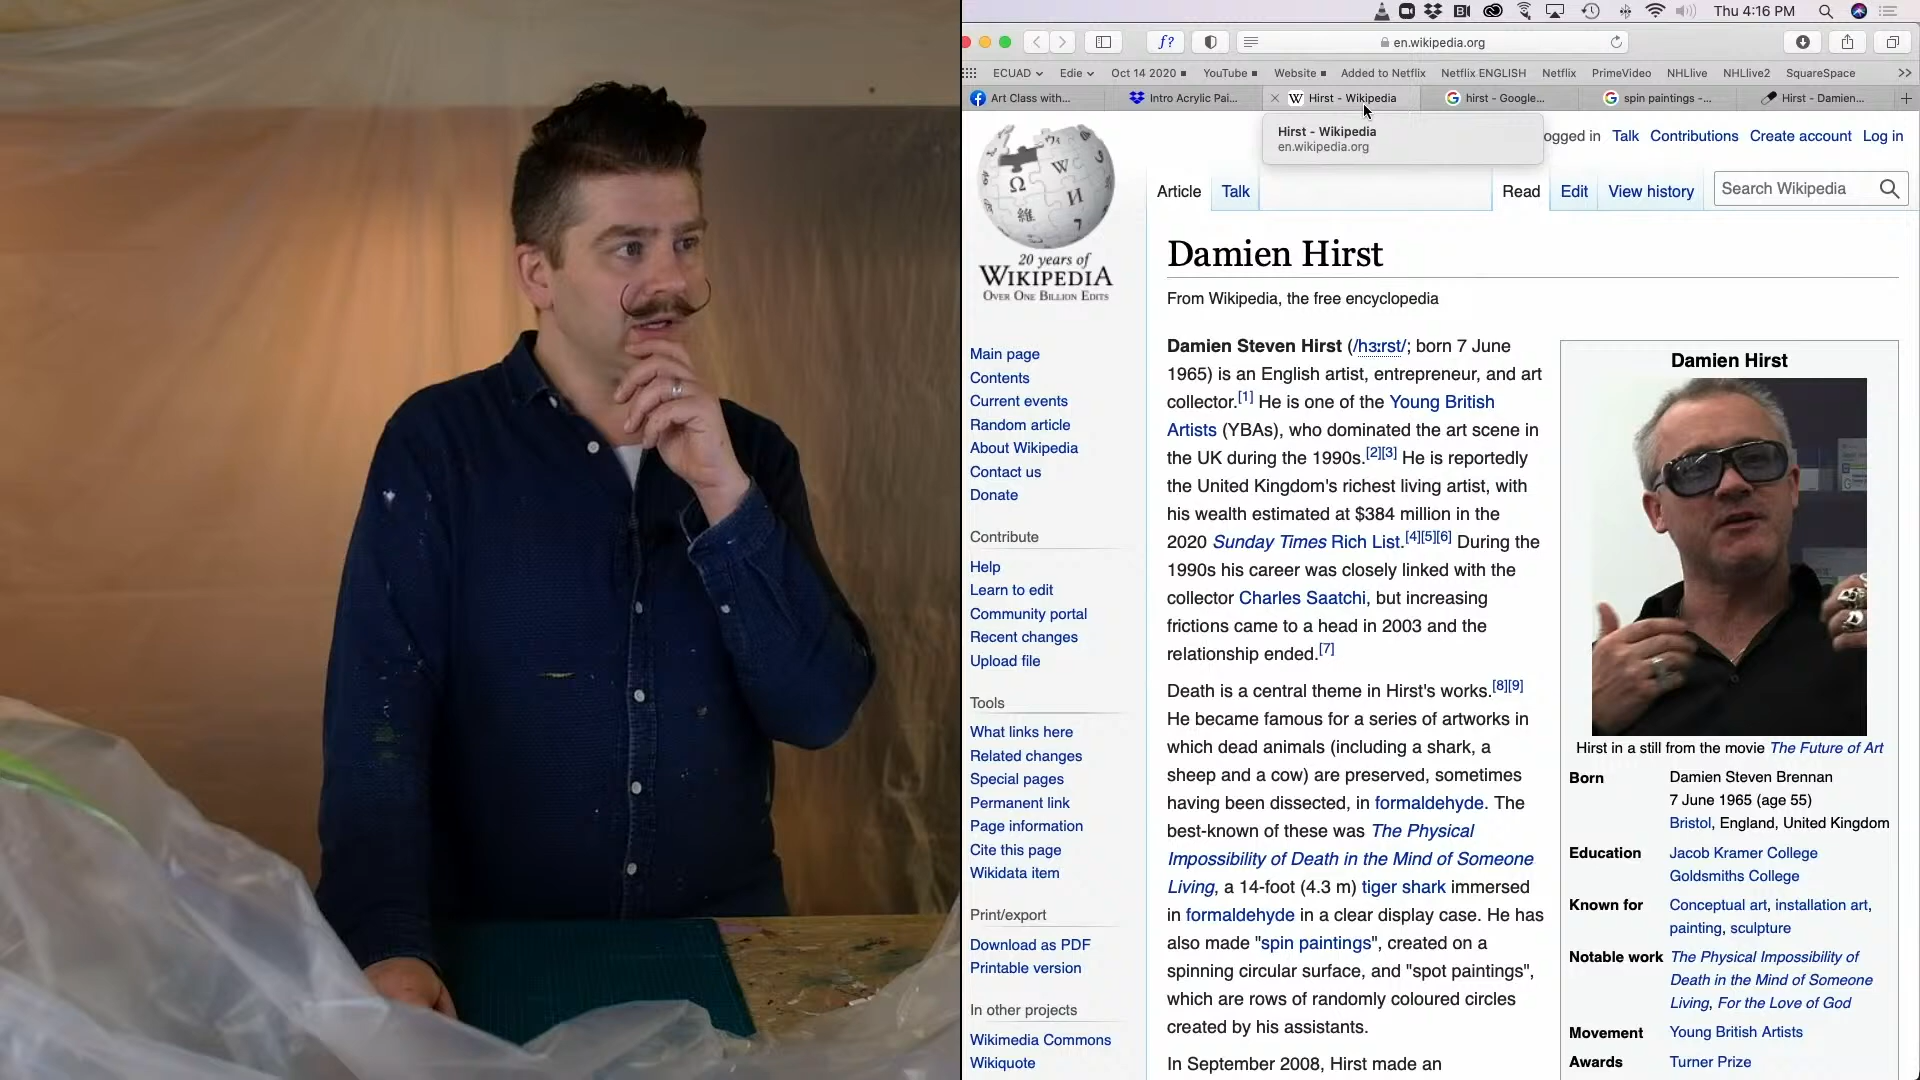 Thu 4:16 PM
en.wikipedia.org
ECUAD
Edie
Oct 14 2020
YouTube
Website
Added to Netflix
Netflix ENGLISH
Netflix
PrimeVideo
NHLlive
NHLlive2
SquareSpace
Art Class with...
Intro Acrylic Pai...
Hirst - Wikipedia
hirst - Google...
spin paintings -...
Hirst - Damien...
Hirst - Wikipedia
en.wikipedia.org
ogged in Talk Contributions Create account Log in
Article Talk Read Edit View history Search Wikipedia
20 years of
WIKIPEDIA
OVER ONE BILLION EDITS
Main page
Contents
Current events
Random article
About Wikipedia
Contact us
Donate
Contribute
Help
Learn to edit
Community portal
Recent changes
Upload file
Tools
What links here
Related changes
Special pages
Permanent link
Page information
Cite this page
Wikidata item
Print/export
Download as PDF
Printable version
In other projects
Wikimedia Commons
Wikiquote
Damien Hirst
From Wikipedia, the free encyclopedia
Damien Steven Hirst (/hɜːrst/; born 7 June
1965) is an English artist, entrepreneur, and art
collector.[1] He is one of the Young British
Artists (YBAs), who dominated the art scene in
the UK during the 1990s.[2][3] He is reportedly
the United Kingdom's richest living artist, with
his wealth estimated at $384 million in the
2020 Sunday Times Rich List.[4][5][6] During the
1990s his career was closely linked with the
collector Charles Saatchi, but increasing
frictions came to a head in 2003 and the
relationship ended.[7]
Death is a central theme in Hirst's works.[8][9]
He became famous for a series of artworks in
which dead animals (including a shark, a
sheep and a cow) are preserved, sometimes
having been dissected, in formaldehyde. The
best-known of these was The Physical
Impossibility of Death in the Mind of Someone
Living, a 14-foot (4.3 m) tiger shark immersed
in formaldehyde in a clear display case. He has
also made "spin paintings", created on a
spinning circular surface, and "spot paintings",
which are rows of randomly coloured circles
created by his assistants.
In September 2008, Hirst made an
Damien Hirst
Hirst in a still from the movie The Future of Art
Born Damien Steven Brennan
7 June 1965 (age 55)
Bristol, England, United Kingdom
Education Jacob Kramer College
Goldsmiths College
Known for Conceptual art, installation art,
painting, sculpture
Notable work The Physical Impossibility of
Death in the Mind of Someone
Living, For the Love of God
Movement Young British Artists
Awards Turner Prize